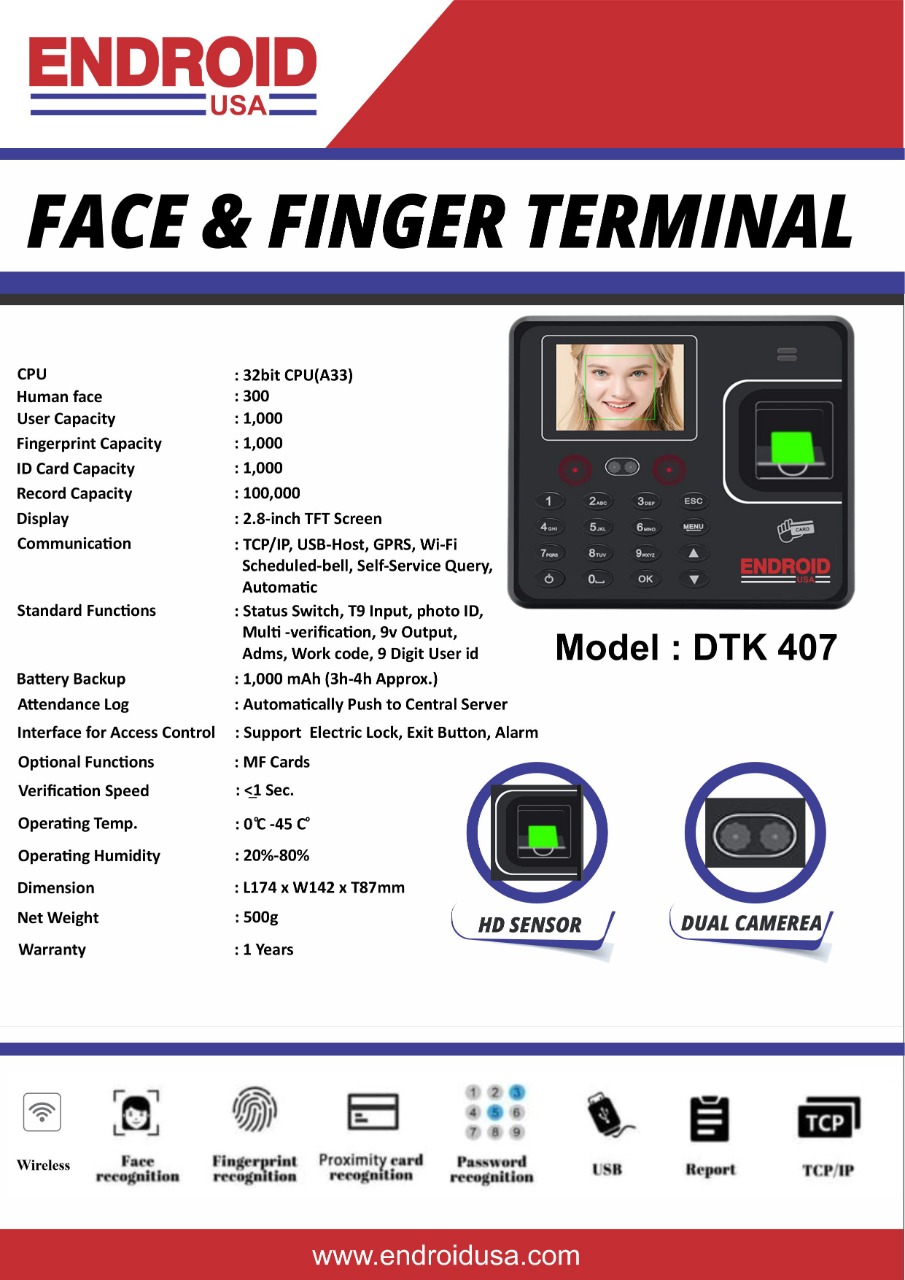 ENDROID
USA
FACE & FINGER TERMINAL
CPU : 32bit CPU(A33)
Human face : 300
User Capacity : 1,000
Fingerprint Capacity : 1,000
ID Card Capacity : 1,000
Record Capacity : 100,000
Display : 2.8-inch TFT Screen
Communication : TCP/IP, USB-Host, GPRS, Wi-Fi
Scheduled-bell, Self-Service Query,
Automatic
Standard Functions : Status Switch, T9 Input, photo ID,
Multi -verification, 9v Output,
Adms, Work code, 9 Digit User id
Battery Backup : 1,000 mAh (3h-4h Approx.)
Attendance Log : Automatically Push to Central Server
Interface for Access Control : Support Electric Lock, Exit Button, Alarm
Optional Functions : MF Cards
Verification Speed : <1 Sec.
Operating Temp. : 0℃ -45 C°
Operating Humidity : 20%-80%
Dimension : L174 x W142 x T87mm
Net Weight : 500g
Warranty : 1 Years
1 2ABC 3DEF ESC
4GHI 5JKL 6MNO MENU
7PQRS 8TUV 9WXYZ ▲
0 OK ▼
CARD
ENDROID
USA
Model : DTK 407
HD SENSOR
DUAL CAMEREA
1 2 3
4 5 6
7 8 9
TCP
Wireless
Face
recognition
Fingerprint
recognition
Proximity card
recognition
Password
recognition
USB
Report
TCP/IP
www.endroidusa.com